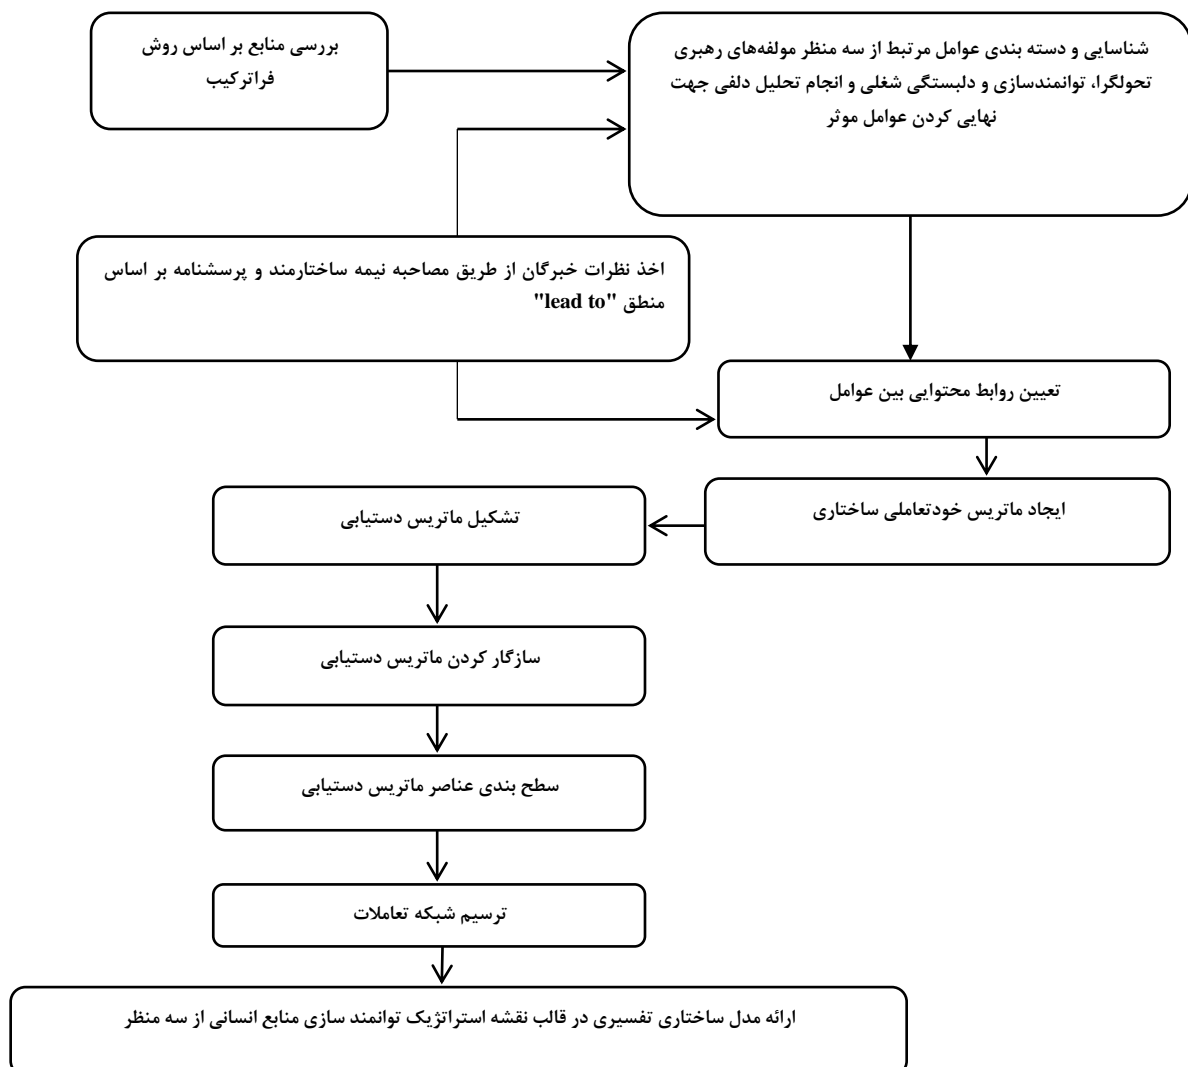 بررسی منابع بر اساس روش
فراترکیب
شناسایی و دسته بندی عوامل مرتبط از سه منظر مولفه‌های رهبری
تحولگرا، توانمندسازی و دلبستگی شغلی و انجام تحلیل دلفی جهت
نهایی کردن عوامل موثر
اخذ نظرات خبرگان از طریق مصاحبه نیمه ساختارمند و پرسشنامه بر اساس
منطق "lead to"
تعیین روابط محتوایی بین عوامل
ایجاد ماتریس خودتعاملی ساختاری
تشکیل ماتریس دستیابی
سازگار کردن ماتریس دستیابی
سطح بندی عناصر ماتریس دستیابی
ترسیم شبکه تعاملات
ارائه مدل ساختاری تفسیری در قالب نقشه استراتژیک توانمند سازی منابع انسانی از سه منظر